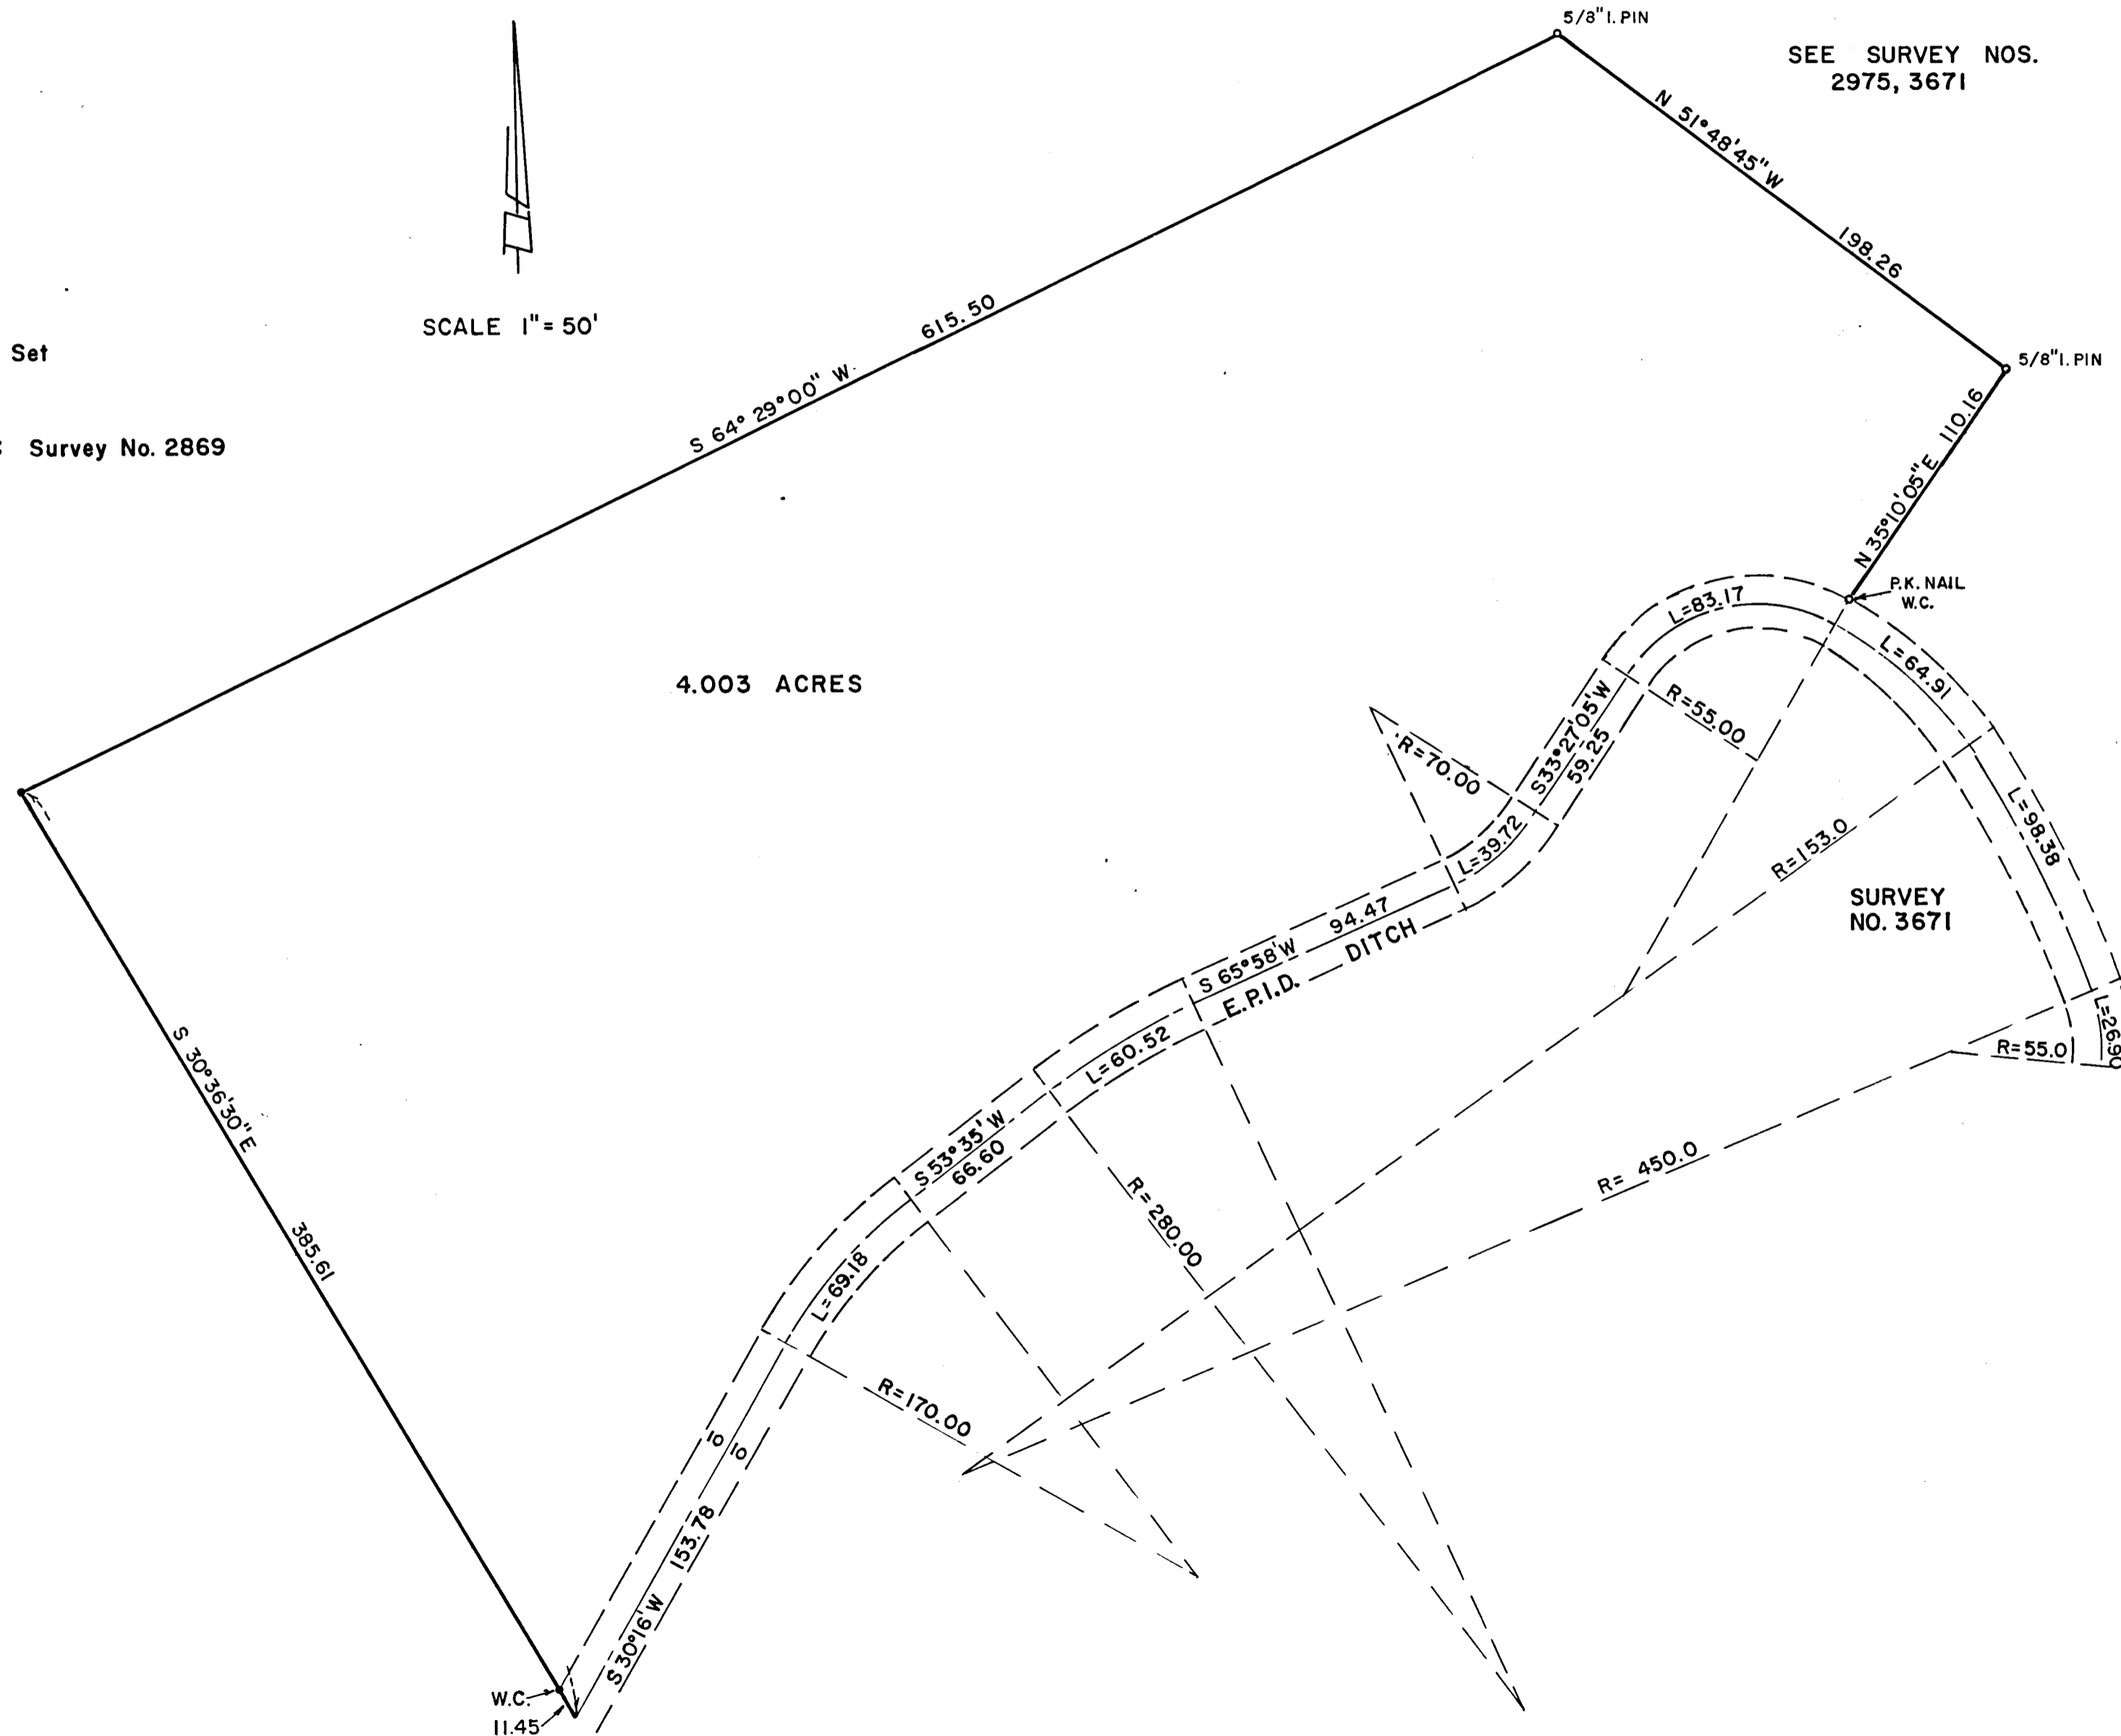 5/8" I. PIN
SEE SURVEY NOS.
2975, 3671
N 51°48'45" W
198.26
SCALE 1" = 50'
615.50
S 64° 29°00" W.
Set
Survey No. 2869
5/8" I. PIN
N 35°10'05" E 110.16
P.K. NAIL
W.C.
L=83.17
L=64.91
4.003 ACRES
R=55.00
S33°27'05'W
59.25
R=70.00
L=39.72
R=153.0
L=98.38
SURVEY
NO. 3671
S 65°58'W 94.47
E.P.I.D. DITCH
L=60.52
L=26.90
R=55.0
S 30°36'30" E
385.61
S 53°35' W
66.60
R= 450.0
R=280.00
L=69.18
R=170.00
10 10
S 30°16' W 153.78
W.C.
11.45